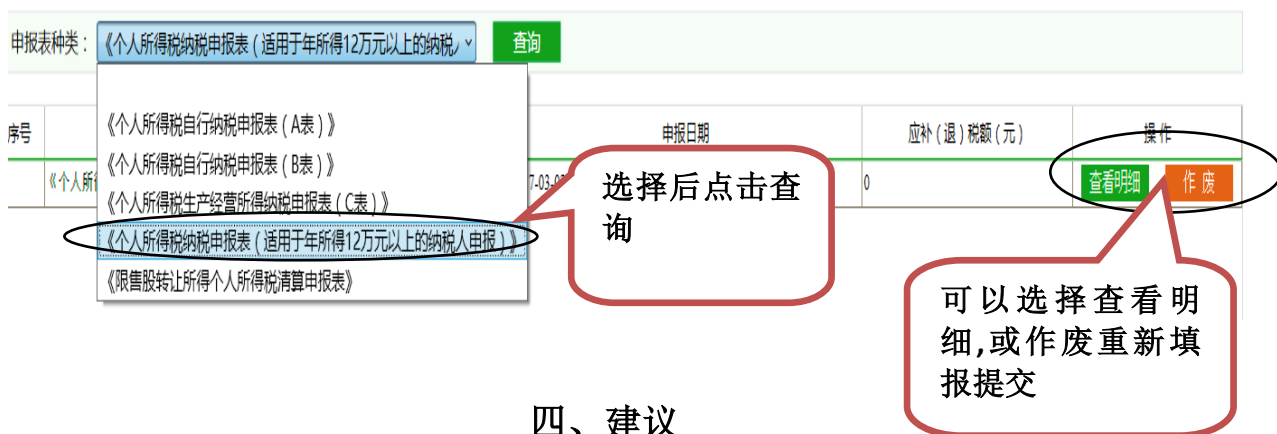 申报表种类： 《个人所得税纳税申报表（适用于年所得12万元以上的纳税 查询
《个人所得税自行纳税申报表（A表）》
序号 申报日期 应补（退）税额（元） 操作
《个人所得税自行纳税申报表（B表）》
《个人所 7-03-0 0 查看明细 作 废
《个人所得税生产经营所得纳税申报表（C表）》
《个人所得税纳税申报表（适用于年所得12万元以上的纳税人申报）》
《限售股转让所得个人所得税清算申报表》
选择后点击查
询
可以选择查看明
细,或作废重新填
报提交
四、建议